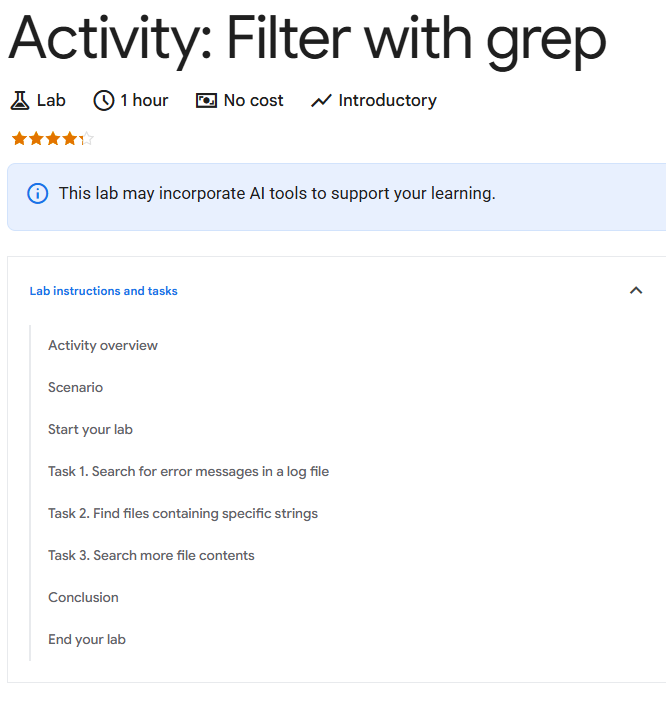 Activity: Filter with grep
Lab 1 hour No cost Introductory
This lab may incorporate AI tools to support your learning.
Lab instructions and tasks
Activity overview
Scenario
Start your lab
Task 1. Search for error messages in a log file
Task 2. Find files containing specific strings
Task 3. Search more file contents
Conclusion
End your lab